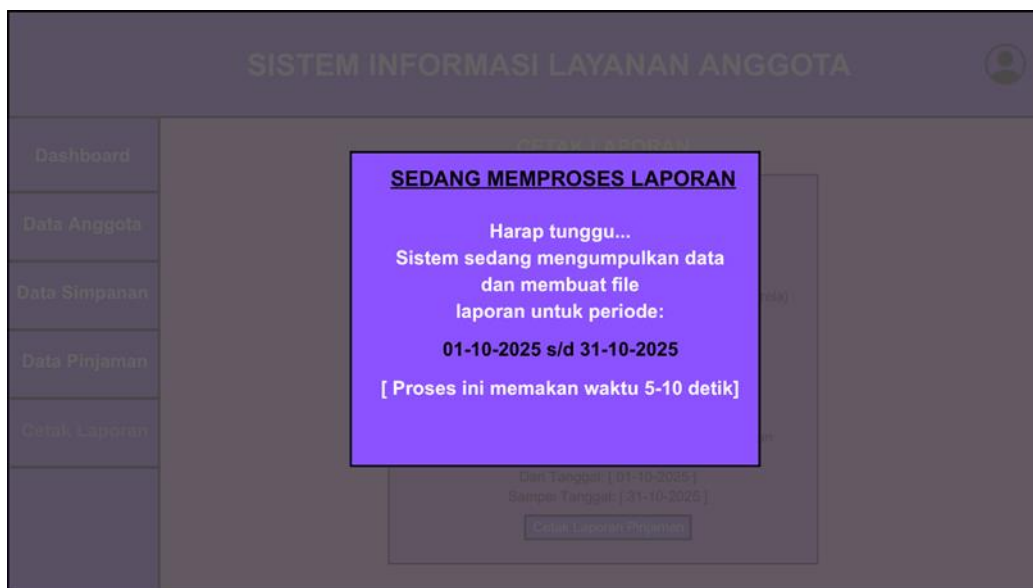 SISTEM INFORMASI LAYANAN ANGGOTA
Dashboard
Data Anggota
Data Simpanan
Data Pinjaman
Cetak Laporan
CETAK LAPORAN
SEDANG MEMPROSES LAPORAN
Harap tunggu...
Sistem sedang mengumpulkan data
dan membuat file
laporan untuk periode:
01-10-2025 s/d 31-10-2025
[ Proses ini memakan waktu 5-10 detik]
Dari Tanggal: [ 01-10-2025 ]
Sampai Tanggal: [ 31-10-2025 ]
Cetak Laporan Pinjaman